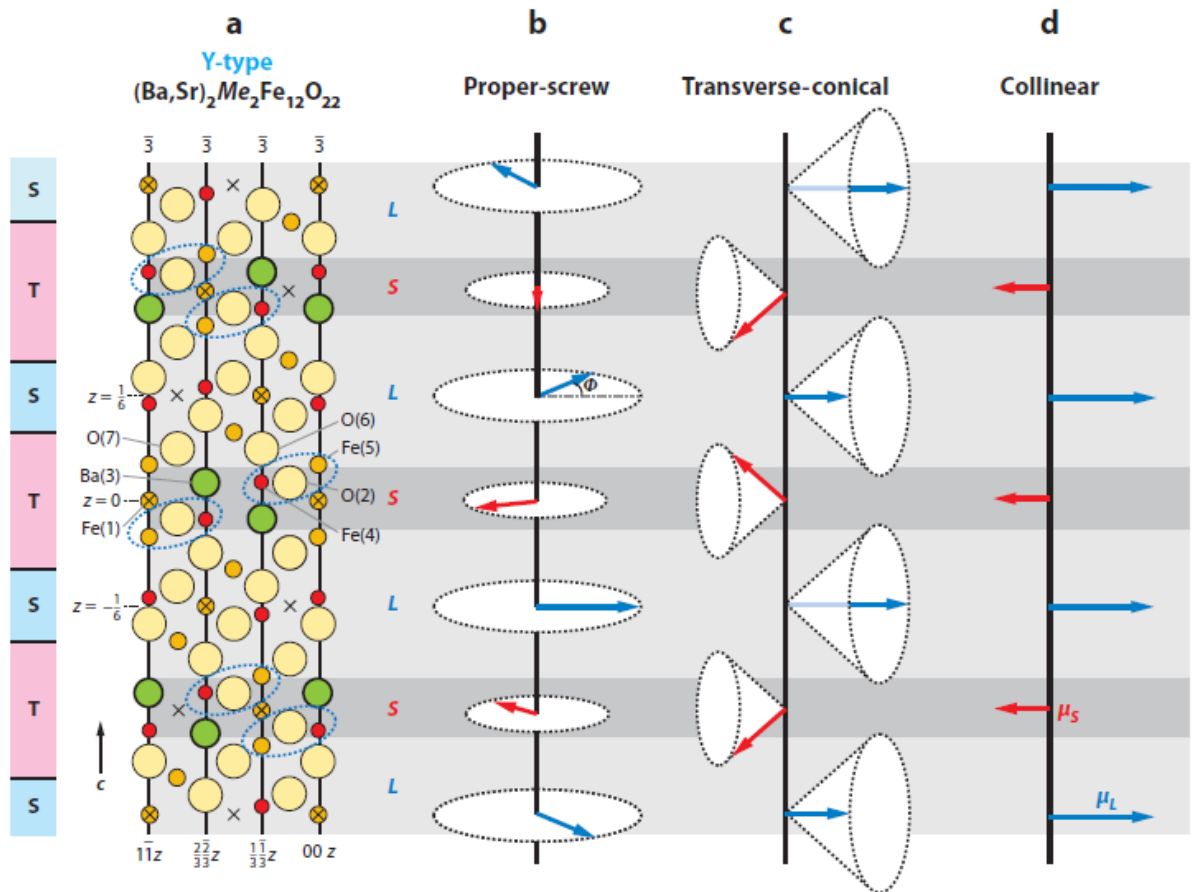 a
b
c
d
Y-type
(Ba,Sr)₂Me₂Fe₁₂O₂₂
Proper-screw
Transverse-conical
Collinear
3̅ 3̅ 3̅ 3̅
S
L
T
S
S
L
ϕ
z = 1/6
O(6)
O(7)
Fe(5)
T
Ba(3)
S
z = 0
O(2)
Fe(1)
Fe(4)
S
L
z = −1/6
T
S
μS
c
S
L
μL
11̅z
2/3 2̅/3 z
1/3 1̅/3 z
00 z